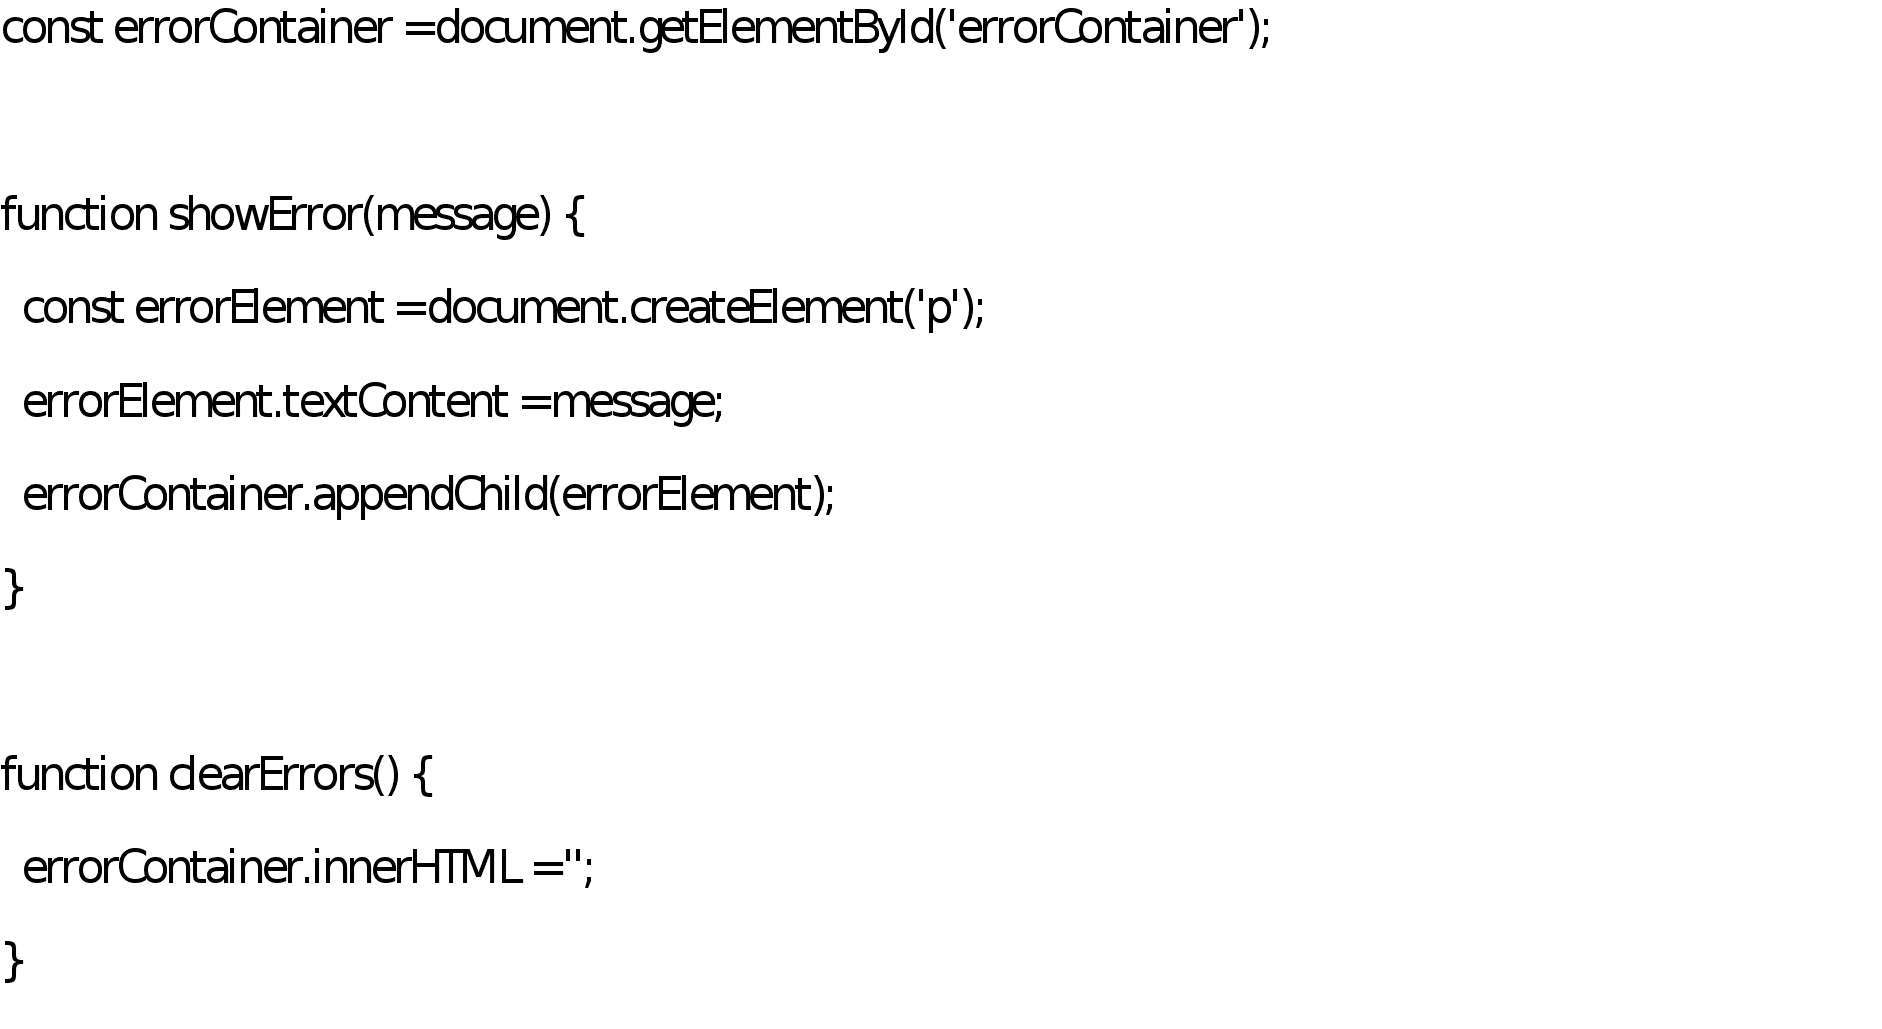 const errorContainer = document.getElementById('errorContainer');
function showError(message) {
  const errorElement = document.createElement('p');
  errorElement.textContent = message;
  errorContainer.appendChild(errorElement);
}
function clearErrors() {
  errorContainer.innerHTML = '';
}